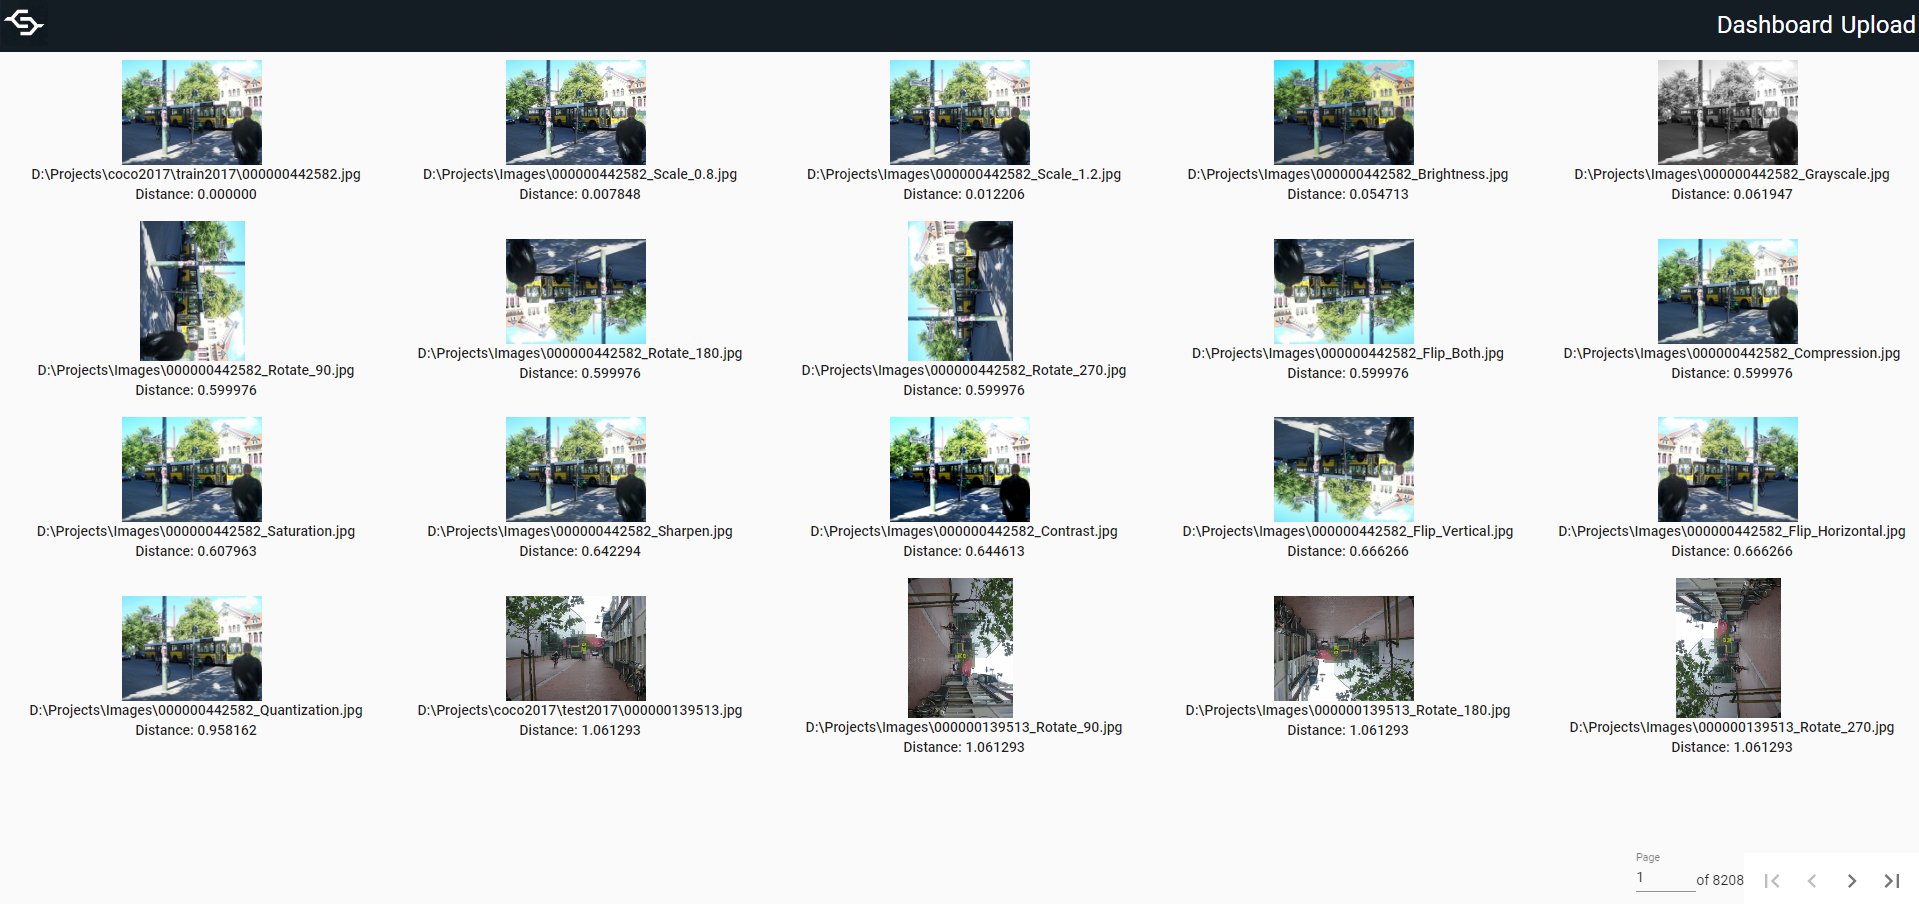 Dashboard Upload
D:\Projects\coco2017\train2017\000000442582.jpg
Distance: 0.000000
D:\Projects\Images\000000442582_Scale_0.8.jpg
Distance: 0.007848
D:\Projects\Images\000000442582_Scale_1.2.jpg
Distance: 0.012206
D:\Projects\Images\000000442582_Brightness.jpg
Distance: 0.054713
D:\Projects\Images\000000442582_Grayscale.jpg
Distance: 0.061947
D:\Projects\Images\000000442582_Rotate_90.jpg
Distance: 0.599976
D:\Projects\Images\000000442582_Rotate_180.jpg
Distance: 0.599976
D:\Projects\Images\000000442582_Rotate_270.jpg
Distance: 0.599976
D:\Projects\Images\000000442582_Flip_Both.jpg
Distance: 0.599976
D:\Projects\Images\000000442582_Compression.jpg
Distance: 0.599976
D:\Projects\Images\000000442582_Saturation.jpg
Distance: 0.607963
D:\Projects\Images\000000442582_Sharpen.jpg
Distance: 0.642294
D:\Projects\Images\000000442582_Contrast.jpg
Distance: 0.644613
D:\Projects\Images\000000442582_Flip_Vertical.jpg
Distance: 0.666266
D:\Projects\Images\000000442582_Flip_Horizontal.jpg
Distance: 0.666266
D:\Projects\Images\000000442582_Quantization.jpg
Distance: 0.958162
D:\Projects\coco2017\test2017\000000139513.jpg
Distance: 1.061293
D:\Projects\Images\000000139513_Rotate_90.jpg
Distance: 1.061293
D:\Projects\Images\000000139513_Rotate_180.jpg
Distance: 1.061293
D:\Projects\Images\000000139513_Rotate_270.jpg
Distance: 1.061293
Page
1 of 8208